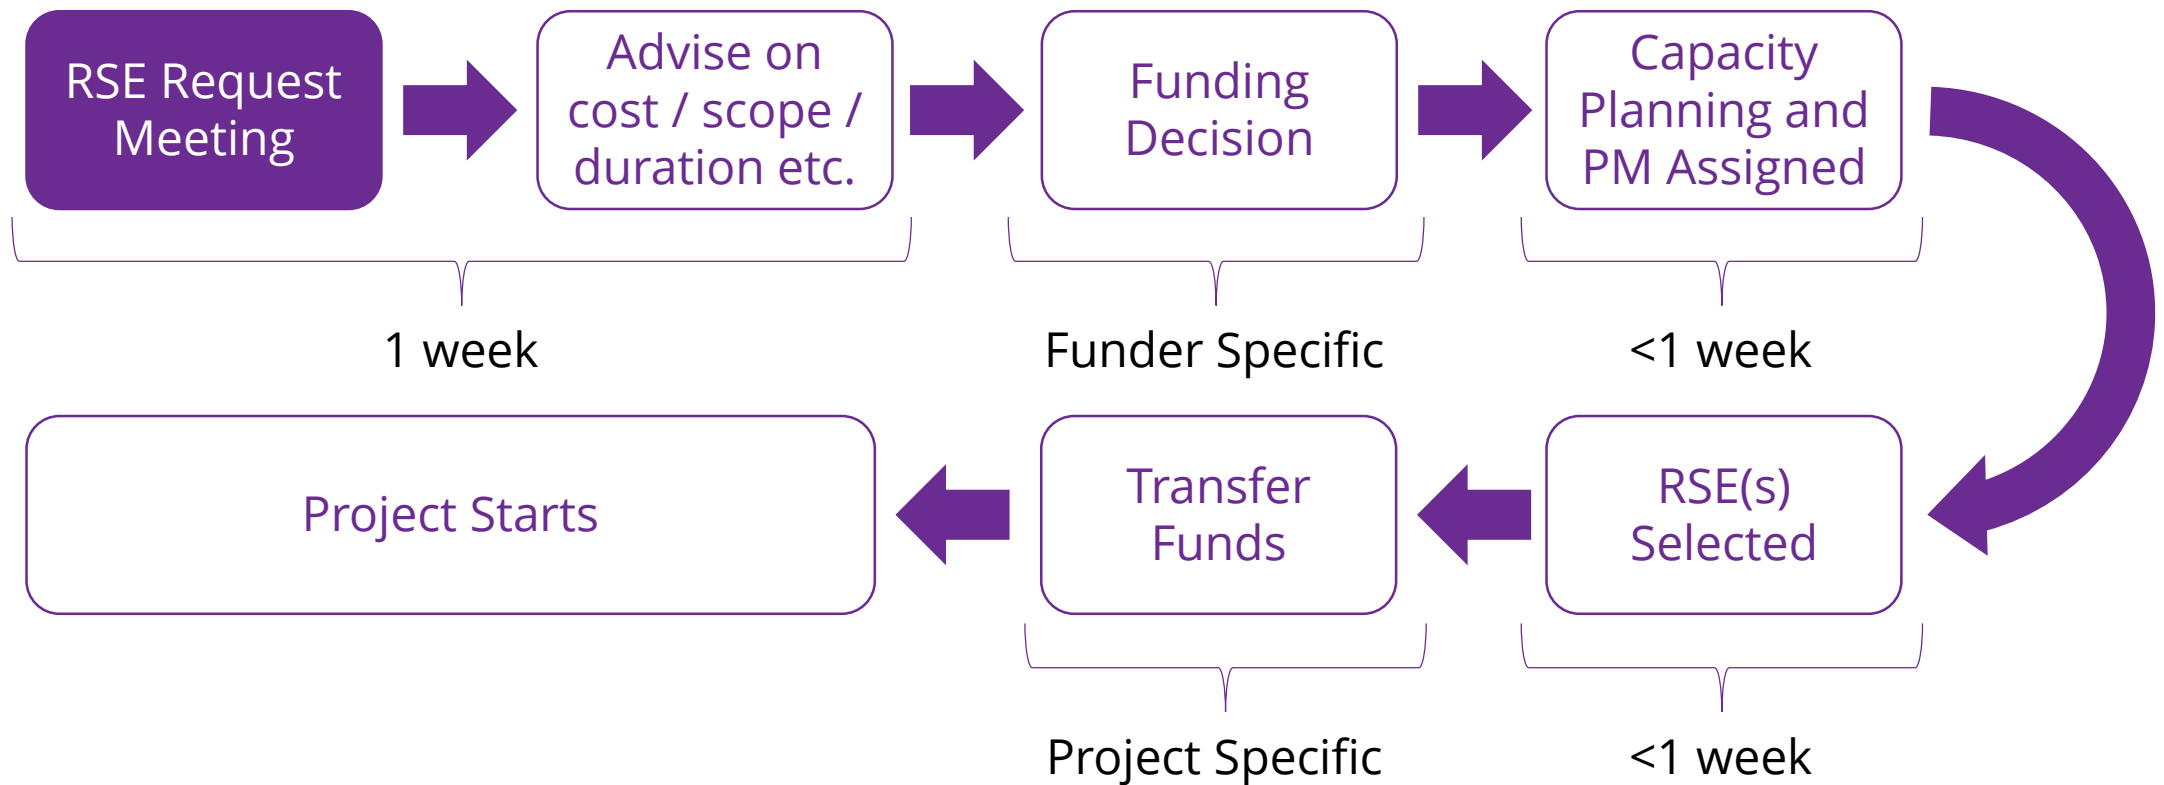 RSE Request
Meeting
Advise on
cost / scope /
duration etc.
Funding
Decision
Capacity
Planning and
PM Assigned
1 week
Funder Specific
<1 week
RSE(s)
Selected
Transfer
Funds
Project Starts
<1 week
Project Specific